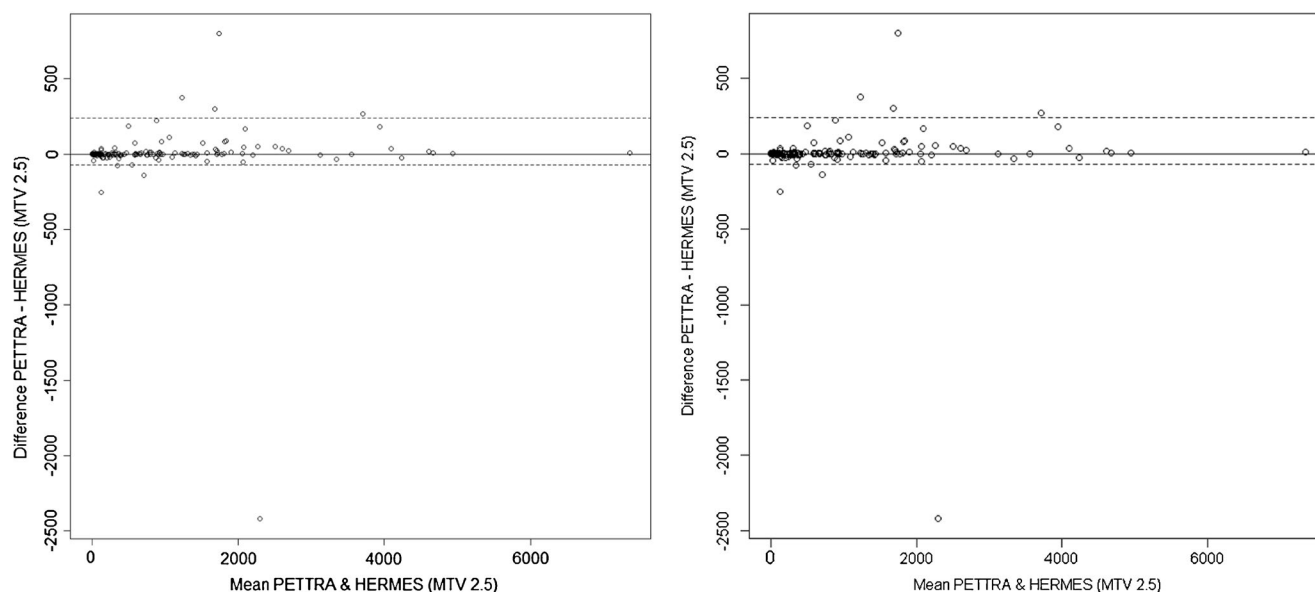 500
0
-500
-1000
-1500
-2000
-2500
Difference PETTRA - HERMES (MTV 2.5)
0 2000 4000 6000
Mean PETTRA & HERMES (MTV 2.5)
500
0
-500
-1000
-1500
-2000
-2500
Difference PETTRA - HERMES (MTV 2.5)
0 2000 4000 6000
Mean PETTRA & HERMES (MTV 2.5)